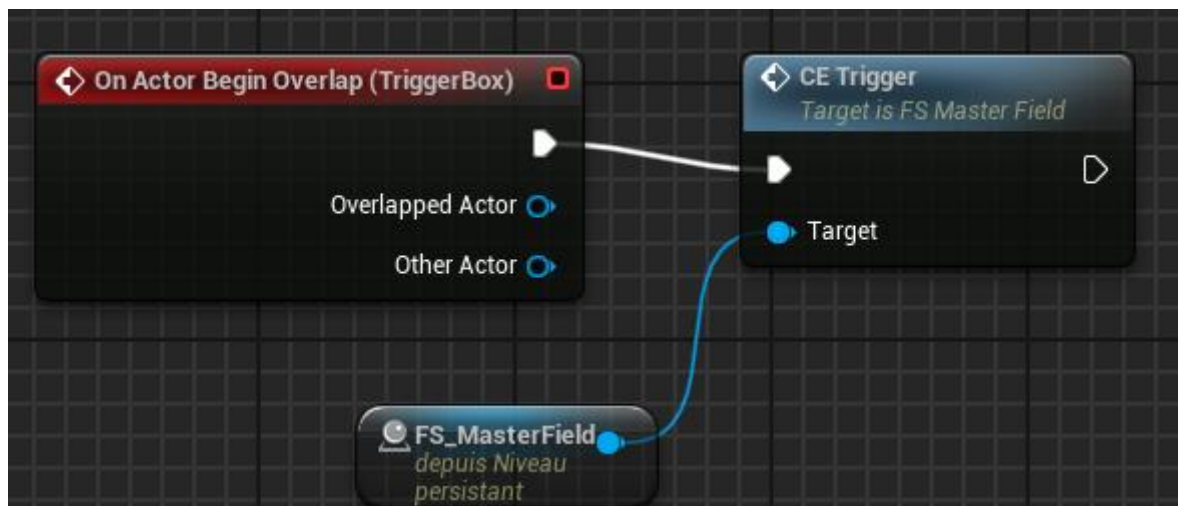 On Actor Begin Overlap (TriggerBox)
Overlapped Actor
Other Actor
CE Trigger
Target is FS Master Field
Target
FS_MasterField
depuis Niveau
persistant